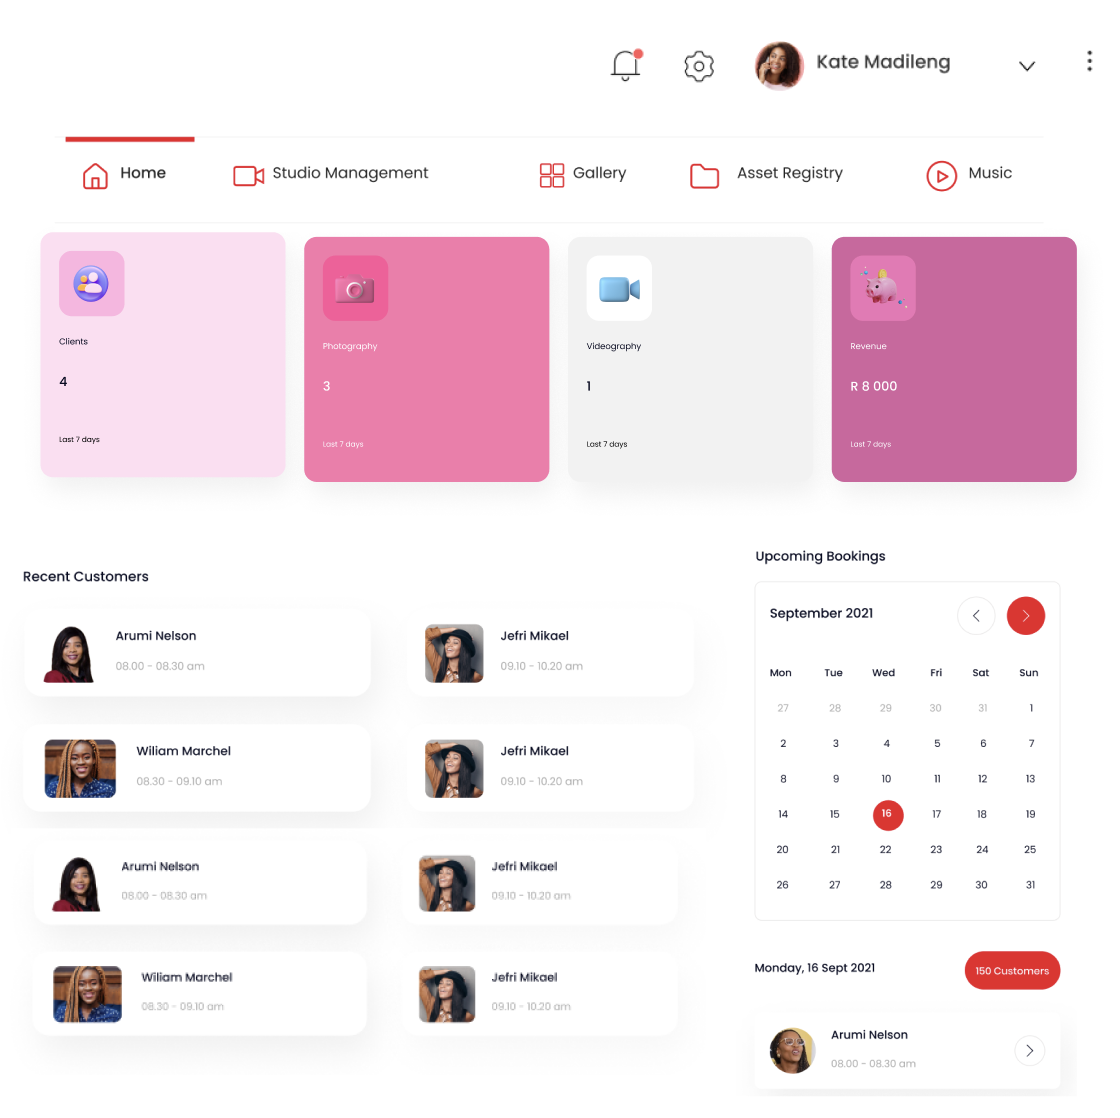 Kate Madileng
Home
Studio Management
Gallery
Asset Registry
Music
Clients
4
Last 7 days
Photography
3
Last 7 days
Videography
1
Last 7 days
Revenue
R 8 000
Last 7 days
Recent Customers
Arumi Nelson
08.00 - 08.30 am
Jefri Mikael
09.10 - 10.20 am
Wiliam Marchel
08.30 - 09.10 am
Jefri Mikael
09.10 - 10.20 am
Arumi Nelson
08.00 - 08.30 am
Jefri Mikael
09.10 - 10.20 am
Wiliam Marchel
08.30 - 09.10 am
Jefri Mikael
09.10 - 10.20 am
Upcoming Bookings
September 2021
Mon Tue Wed Fri Sat Sun
27 28 29 30 31 1
2 3 4 5 6 7
8 9 10 11 12 13
14 15 16 17 18 19
20 21 22 23 24 25
26 27 28 29 30 31
Monday, 16 Sept 2021
150 Customers
Arumi Nelson
08.00 - 08.30 am